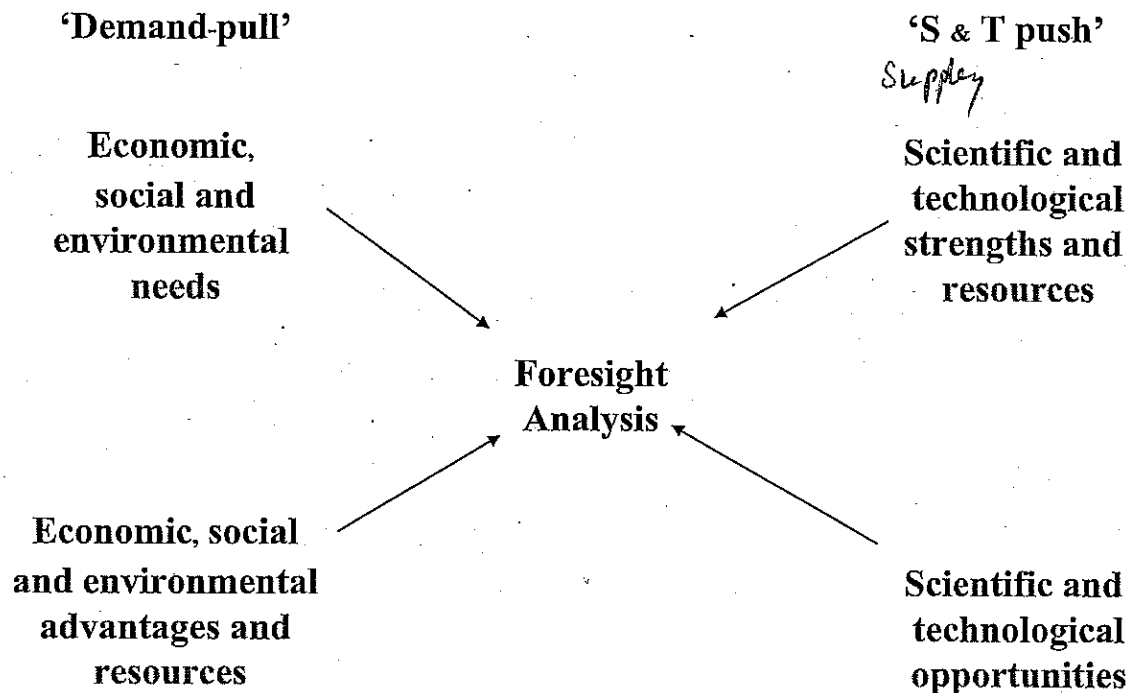 ‘Demand-pull’
‘S & T push’
Supply
Economic,
social and
environmental
needs
Scientific and
technological
strengths and
resources
Foresight
Analysis
Economic, social
and environmental
advantages and
resources
Scientific and
technological
opportunities